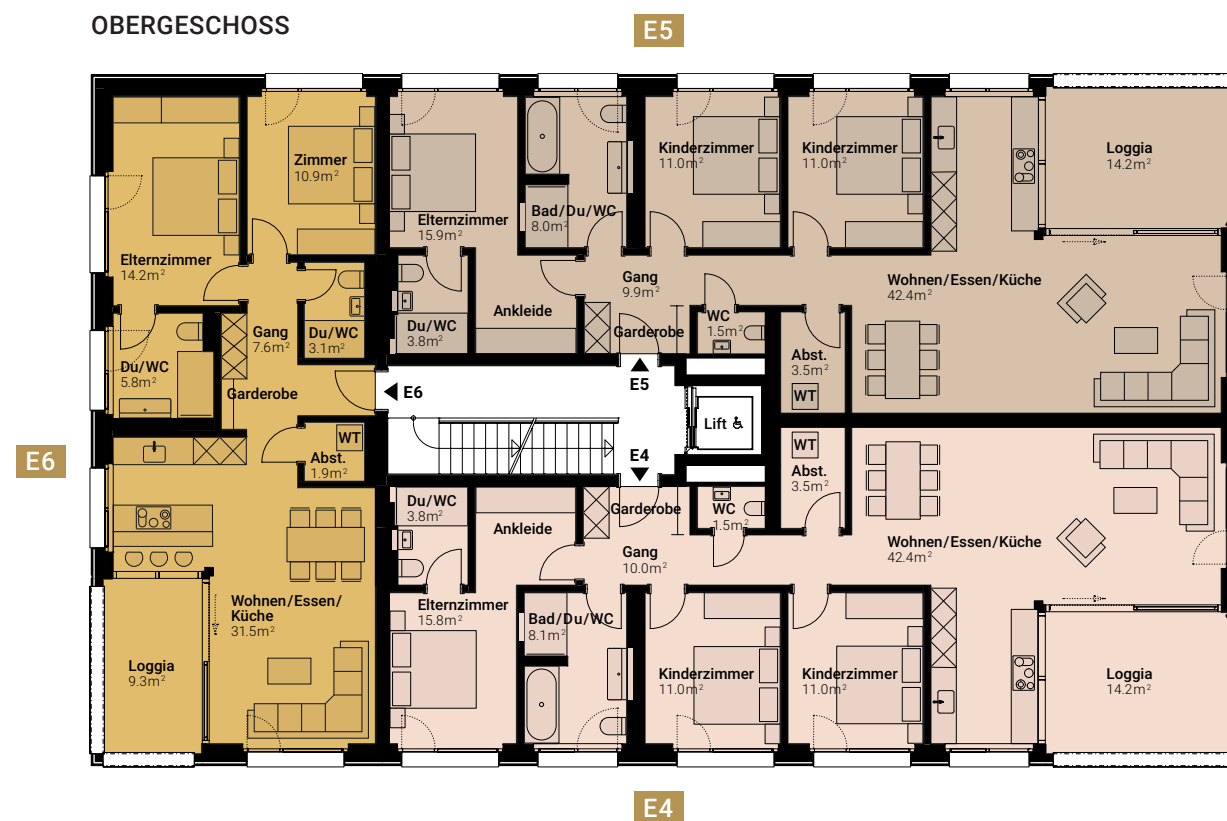 OBERGESCHOSS
E5
Zimmer
10.9m²
Elternzimmer
14.2m²
Du/WC
5.8m²
Gang
7.6m²
Du/WC
3.1m²
Garderobe
Abst.
1.9m²
WT
E6
Wohnen/Essen/
Küche
31.5m²
Loggia
9.3m²
Elternzimmer
15.9m²
Bad/Du/WC
8.0m²
Kinderzimmer
11.0m²
Kinderzimmer
11.0m²
Loggia
14.2m²
Du/WC
3.8m²
Ankleide
Gang
9.9m²
Garderobe
WC
1.5m²
Wohnen/Essen/Küche
42.4m²
Abst.
3.5m²
WT
E6
E5
Lift
E4
Du/WC
3.8m²
Ankleide
Garderobe
WC
1.5m²
WT
Abst.
3.5m²
Gang
10.0m²
Wohnen/Essen/Küche
42.4m²
Elternzimmer
15.8m²
Bad/Du/WC
8.1m²
Kinderzimmer
11.0m²
Kinderzimmer
11.0m²
Loggia
14.2m²
E4